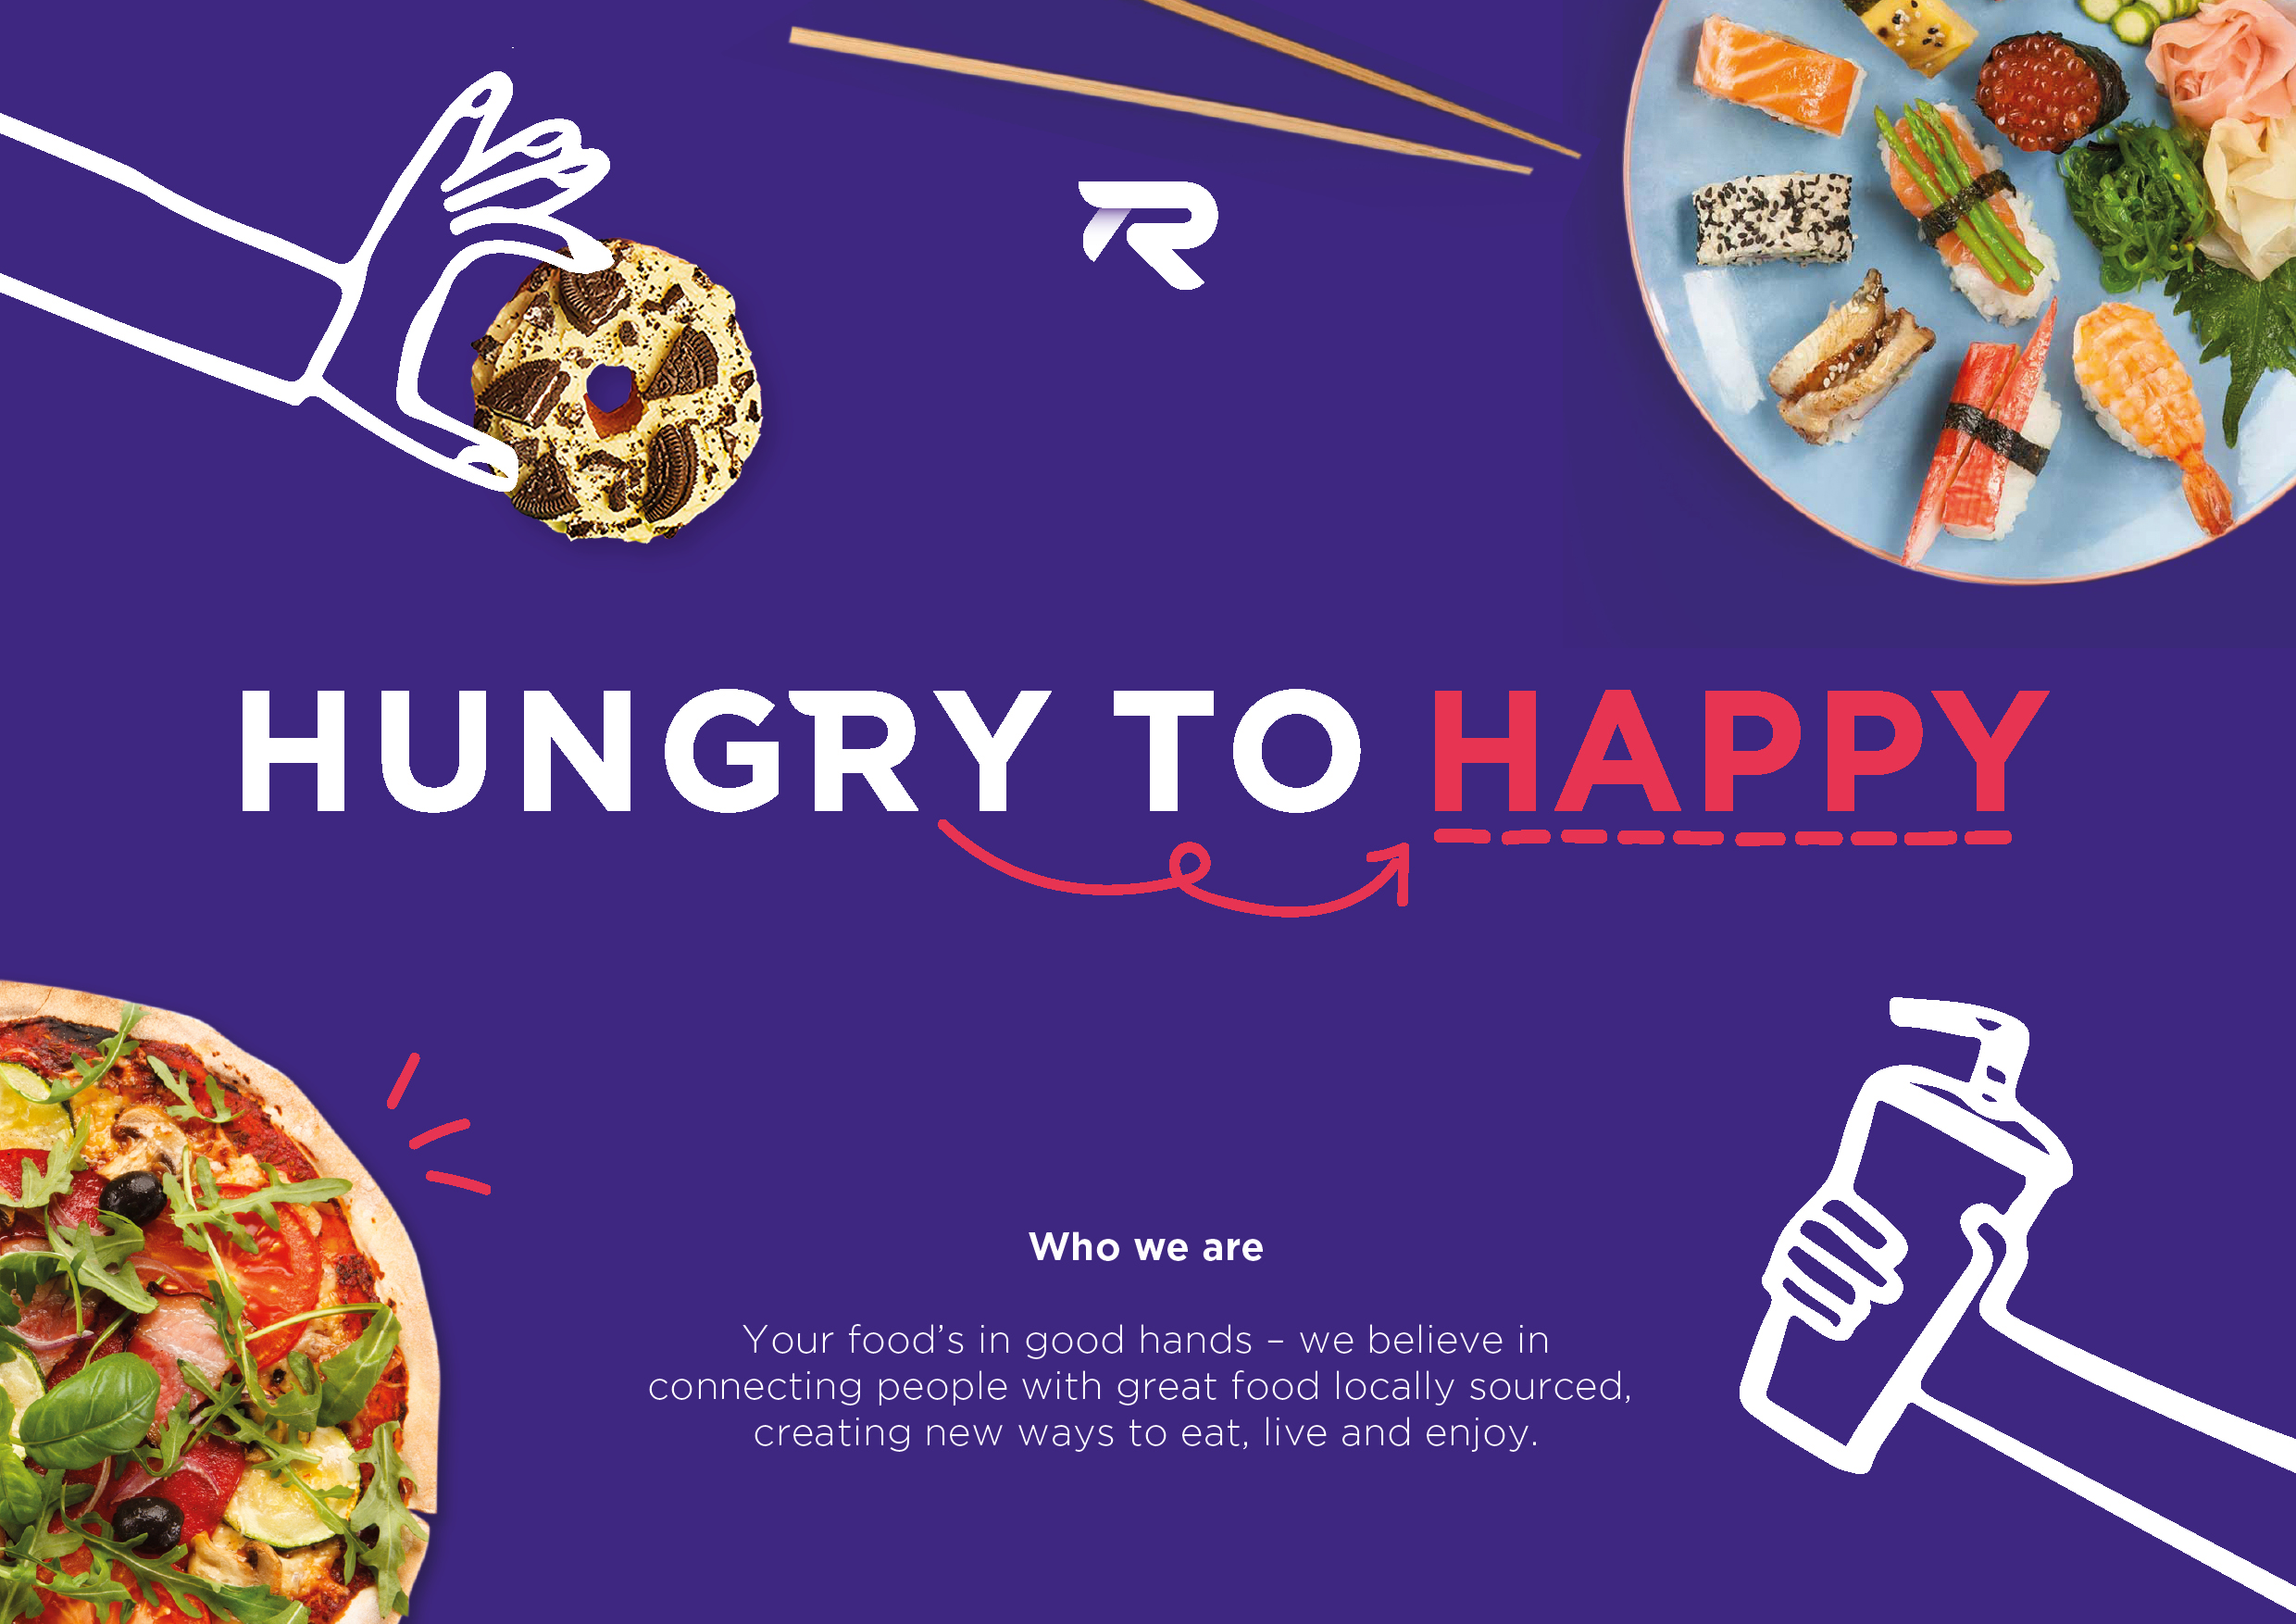 R
HUNGRY TO HAPPY
Who we are
Your food’s in good hands – we believe in
connecting people with great food locally sourced,
creating new ways to eat, live and enjoy.